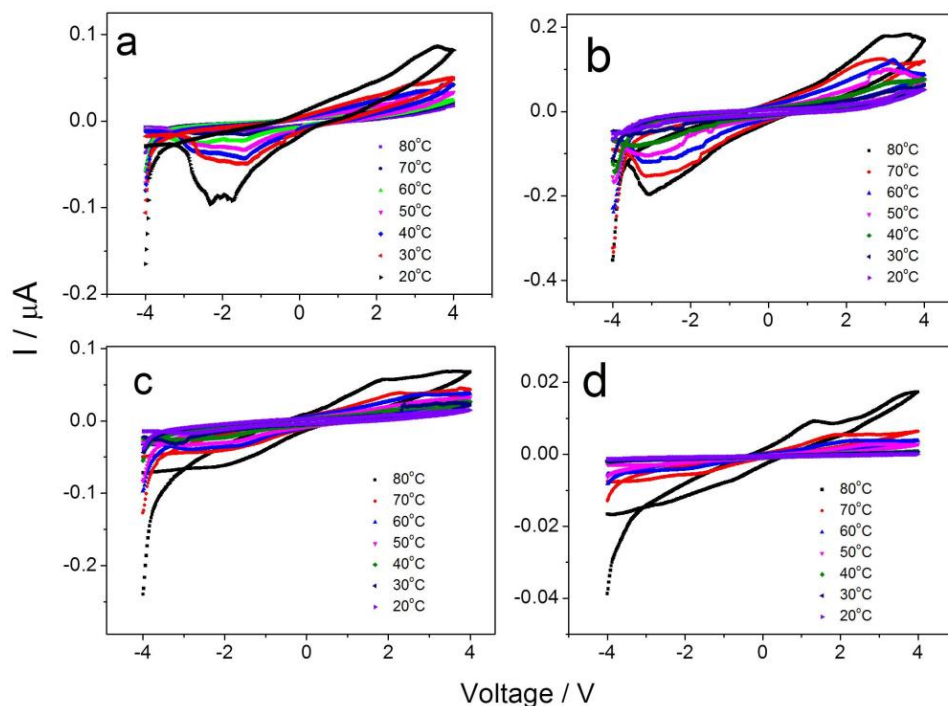 a
0.1
0.0
-0.1
-0.2
-4 -2 0 2 4
80°C
70°C
60°C
50°C
40°C
30°C
20°C
b
0.2
0.0
-0.2
-0.4
-4 -2 0 2 4
80°C
70°C
60°C
50°C
40°C
30°C
20°C
I / μA
c
0.1
0.0
-0.1
-0.2
-4 -2 0 2 4
80°C
70°C
60°C
50°C
40°C
30°C
20°C
d
0.02
0.00
-0.02
-0.04
-4 -2 0 2 4
80°C
70°C
60°C
50°C
40°C
30°C
20°C
Voltage / V